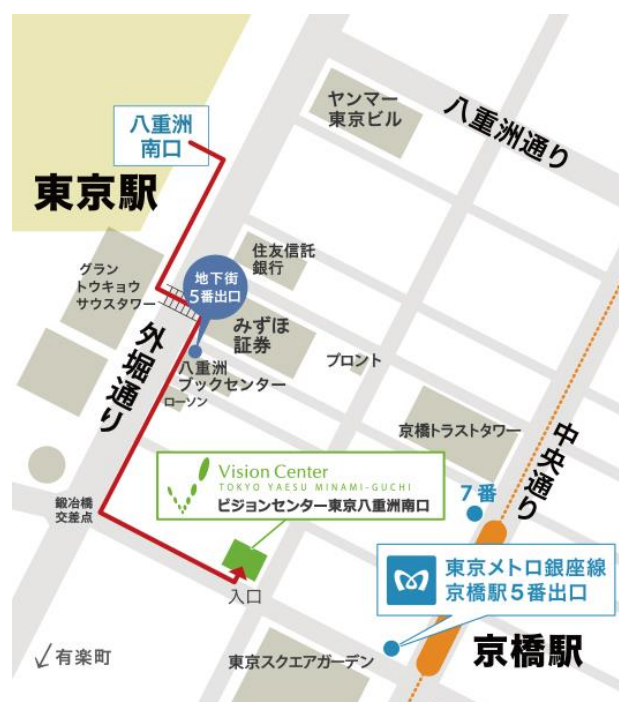 ヤンマー
東京ビル
八重洲通り
八重洲
南口
東京駅
住友信託
銀行
地下街
5番出口
グラン
トウキョウ
サウスタワー
みずほ
証券
外堀通り
八重洲
ブックセンター
プロント
ローソン
京橋トラストタワー
中央通り
Vision Center
TOKYO YAESU MINAMI-GUCHI
ビジョンセンター東京八重洲南口
7番
鍛冶橋
交差点
東京メトロ銀座線
京橋駅5番出口
入口
有楽町
東京スクエアガーデン
京橋駅